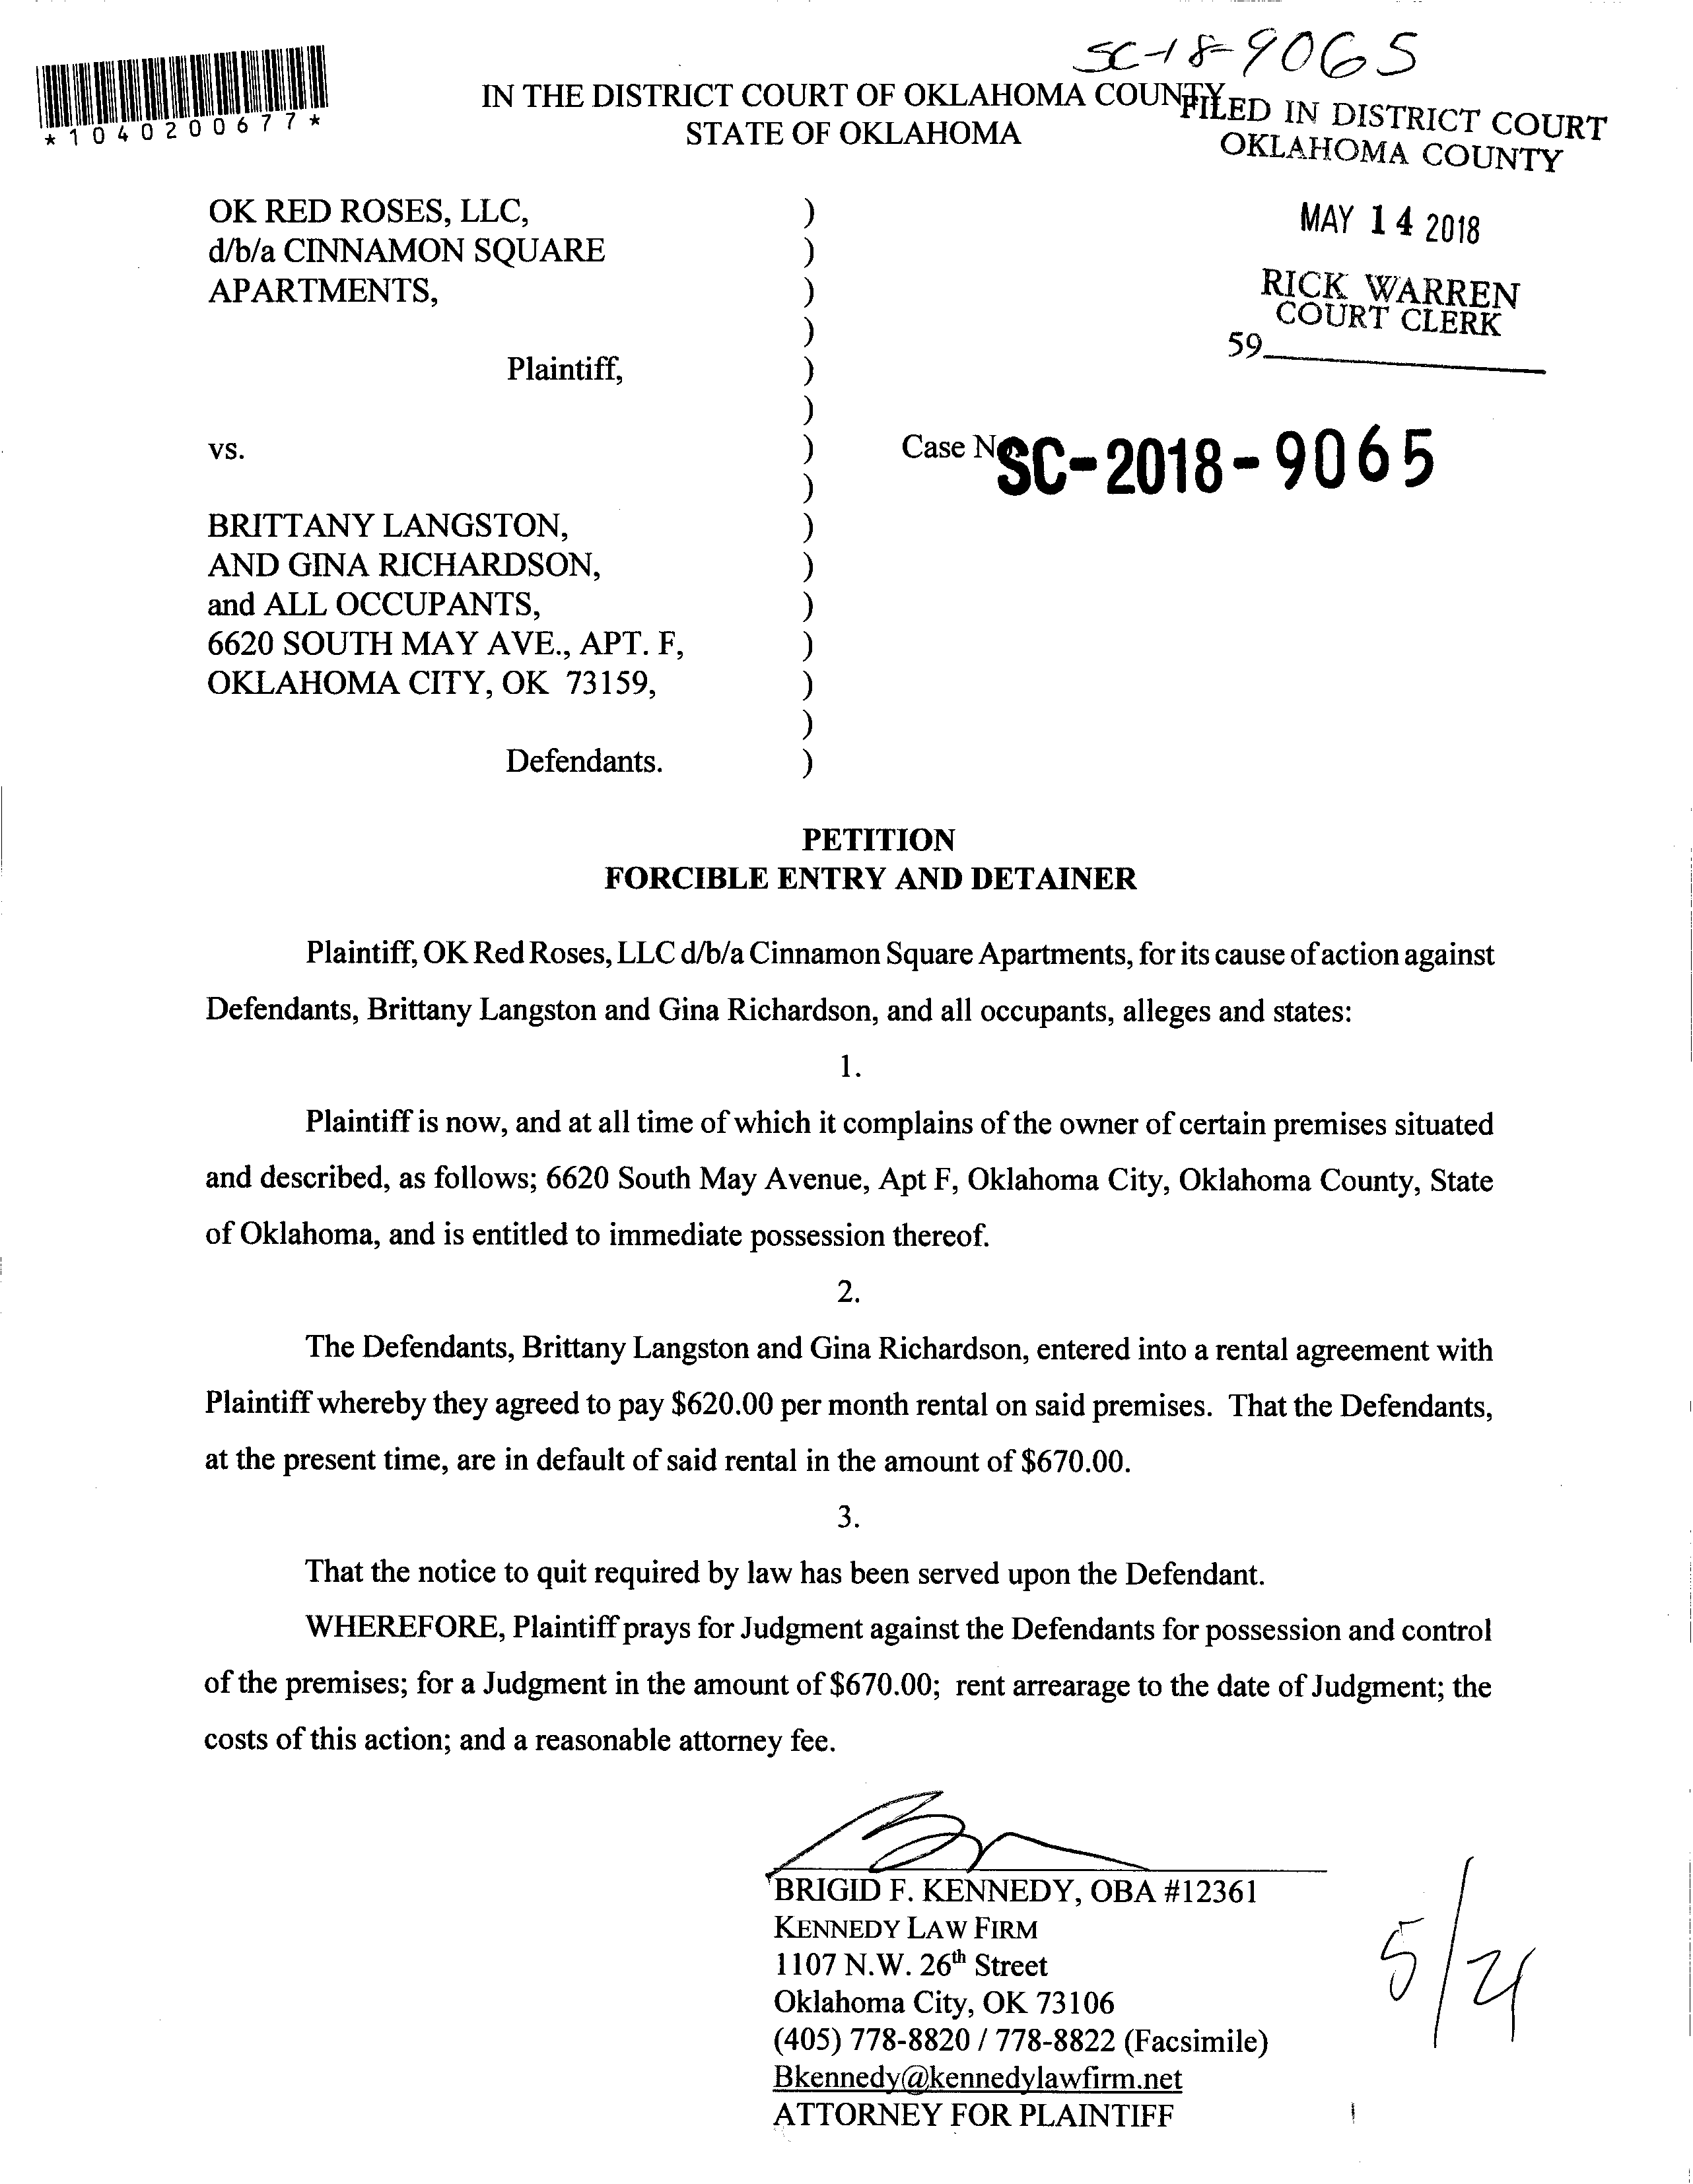 SC-18-9065
*1040200677*
IN THE DISTRICT COURT OF OKLAHOMA COUNTY
STATE OF OKLAHOMA
FILED IN DISTRICT COURT
OKLAHOMA COUNTY
MAY 14 2018
RICK WARREN
COURT CLERK
59
OK RED ROSES, LLC, )
d/b/a CINNAMON SQUARE )
APARTMENTS, )
)
Plaintiff, )
)
vs. ) Case No. SC-2018-9065
)
BRITTANY LANGSTON, )
AND GINA RICHARDSON, )
and ALL OCCUPANTS, )
6620 SOUTH MAY AVE., APT. F, )
OKLAHOMA CITY, OK 73159, )
)
Defendants. )
PETITION
FORCIBLE ENTRY AND DETAINER
Plaintiff, OK Red Roses, LLC d/b/a Cinnamon Square Apartments, for its cause of action against
Defendants, Brittany Langston and Gina Richardson, and all occupants, alleges and states:
1.
Plaintiff is now, and at all time of which it complains of the owner of certain premises situated
and described, as follows; 6620 South May Avenue, Apt F, Oklahoma City, Oklahoma County, State
of Oklahoma, and is entitled to immediate possession thereof.
2.
The Defendants, Brittany Langston and Gina Richardson, entered into a rental agreement with
Plaintiff whereby they agreed to pay $620.00 per month rental on said premises. That the Defendants,
at the present time, are in default of said rental in the amount of $670.00.
3.
That the notice to quit required by law has been served upon the Defendant.
WHEREFORE, Plaintiff prays for Judgment against the Defendants for possession and control
of the premises; for a Judgment in the amount of $670.00; rent arrearage to the date of Judgment; the
costs of this action; and a reasonable attorney fee.
BRIGID F. KENNEDY, OBA #12361
KENNEDY LAW FIRM
1107 N.W. 26th Street
Oklahoma City, OK 73106
(405) 778-8820 / 778-8822 (Facsimile)
Bkennedy@kennedylawfirm.net
ATTORNEY FOR PLAINTIFF